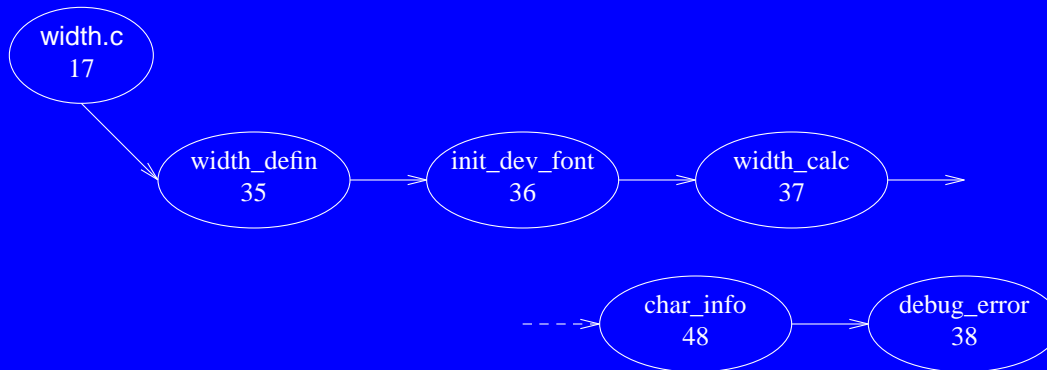 width.c
17
width_defin
35
init_dev_font
36
width_calc
37
char_info
48
debug_error
38